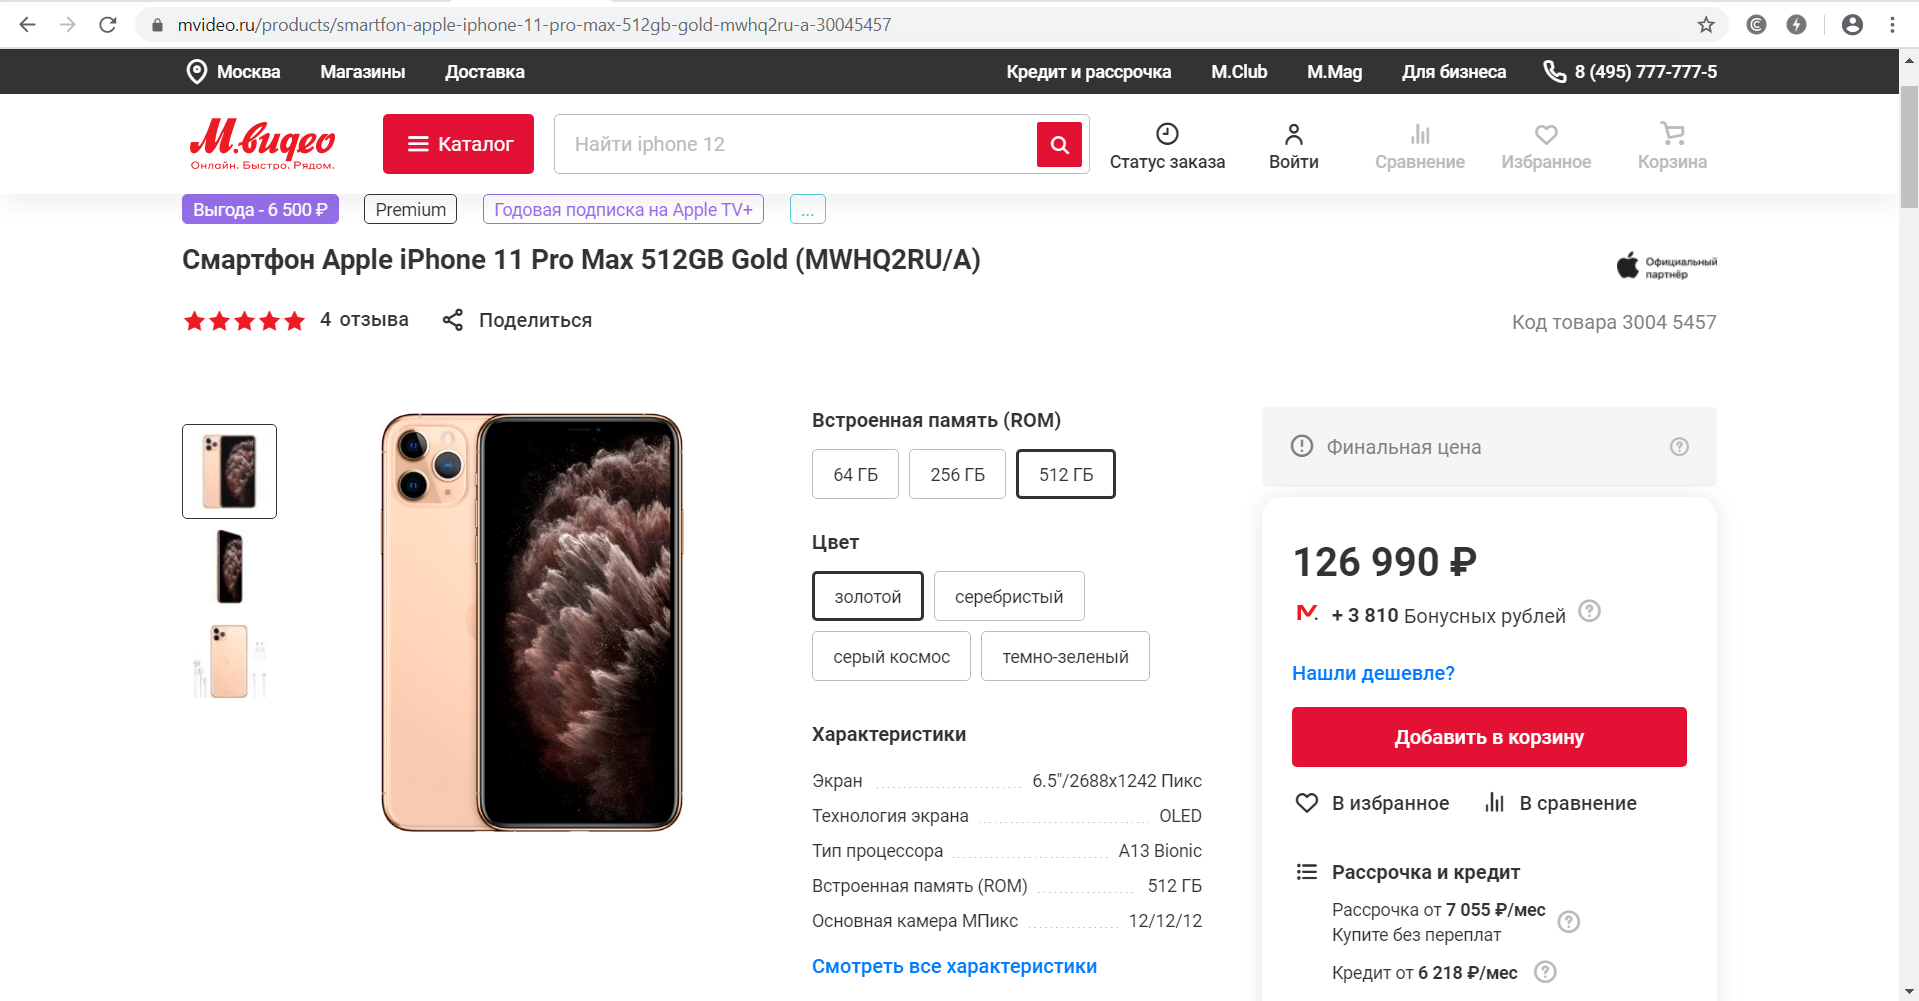 mvideo.ru/products/smartfon-apple-iphone-11-pro-max-512gb-gold-mwhq2ru-a-30045457
Москва Магазины Доставка Кредит и рассрочка M.Club M.Mag Для бизнеса 8 (495) 777-777-5
М.видео
Онлайн. Быстро. Рядом.
Каталог
Найти iphone 12
Статус заказа
Войти
Сравнение
Избранное
Корзина
Выгода - 6 500 ₽ Premium Годовая подписка на Apple TV+ ...
Смартфон Apple iPhone 11 Pro Max 512GB Gold (MWHQ2RU/A)
Официальный
партнёр
4 отзыва Поделиться
Код товара 3004 5457
Встроенная память (ROM)
64 ГБ 256 ГБ 512 ГБ
Цвет
золотой серебристый
серый космос темно-зеленый
Характеристики
Экран 6.5"/2688x1242 Пикс
Технология экрана OLED
Тип процессора A13 Bionic
Встроенная память (ROM) 512 ГБ
Основная камера МПикс 12/12/12
Смотреть все характеристики
Финальная цена
126 990 ₽
М. + 3 810 Бонусных рублей
Нашли дешевле?
Добавить в корзину
В избранное В сравнение
Рассрочка и кредит
Рассрочка от 7 055 ₽/мес
Купите без переплат
Кредит от 6 218 ₽/мес